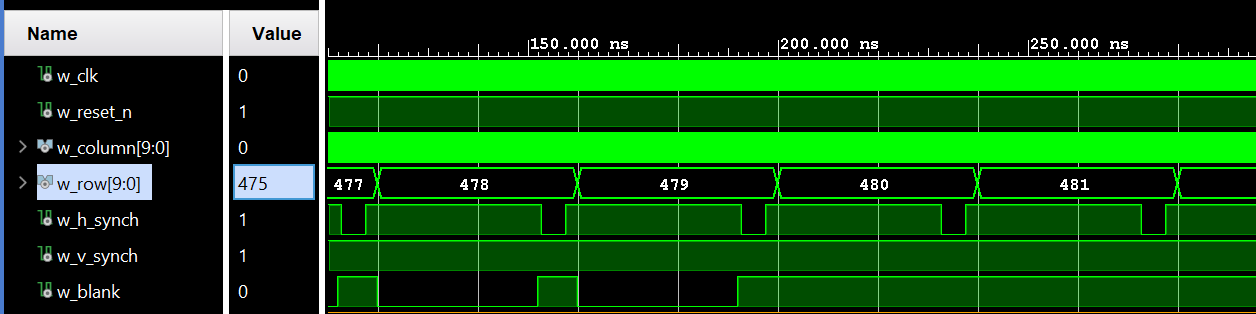 Name Value
150.000 ns 200.000 ns 250.000 ns
w_clk 0
w_reset_n 1
w_column[9:0] 0
w_row[9:0] 475 477 478 479 480 481
w_h_synch 1
w_v_synch 1
w_blank 0